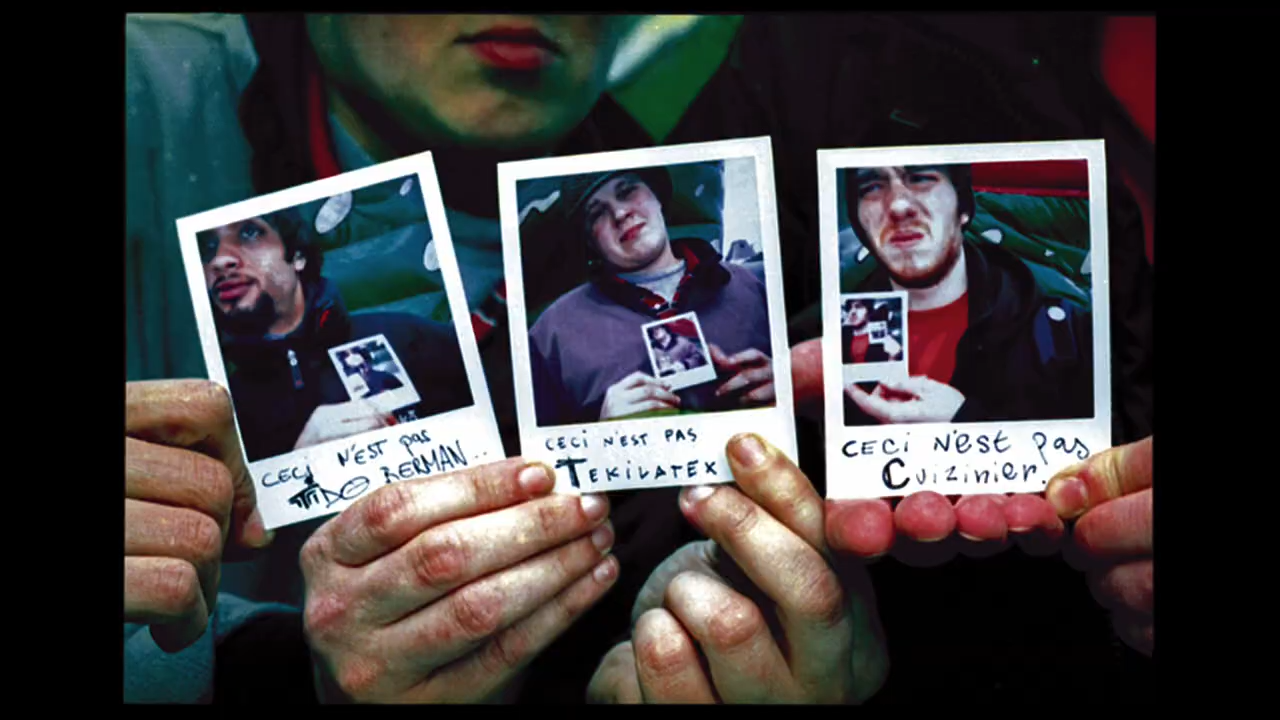 CECI N'EST pas
TIDO BERMAN..
CECI N'EST PAS
TEKILATEX
CECI N'EST pas
Cuizinier.